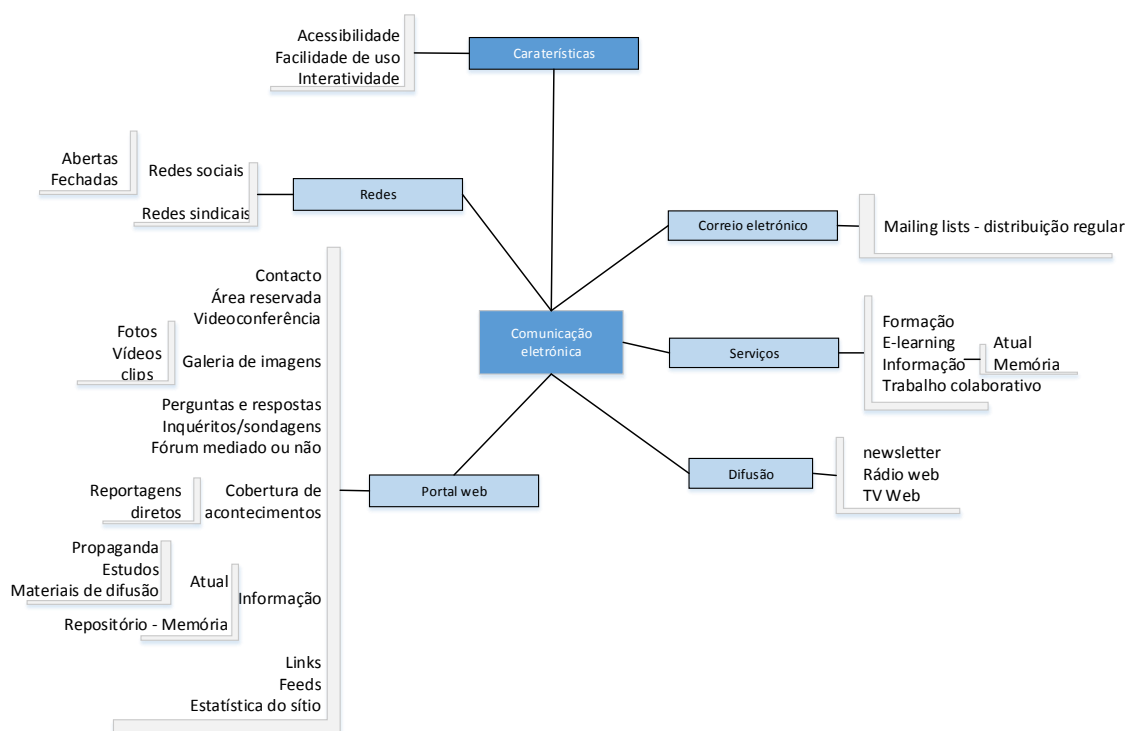 Acessibilidade
Facilidade de uso
Interatividade
Caraterísticas
Abertas
Fechadas
Redes sociais
Redes sindicais
Redes
Correio eletrónico
Mailing lists - distribuição regular
Comunicação
eletrónica
Serviços
Formação
E-learning
Informação
Trabalho colaborativo
Atual
Memória
Difusão
newsletter
Rádio web
TV Web
Portal web
Contacto
Área reservada
Videoconferência
Fotos
Vídeos
clips
Galeria de imagens
Perguntas e respostas
Inquéritos/sondagens
Fórum mediado ou não
Reportagens
diretos
Cobertura de
acontecimentos
Propaganda
Estudos
Materiais de difusão
Atual
Repositório - Memória
Informação
Links
Feeds
Estatística do sítio